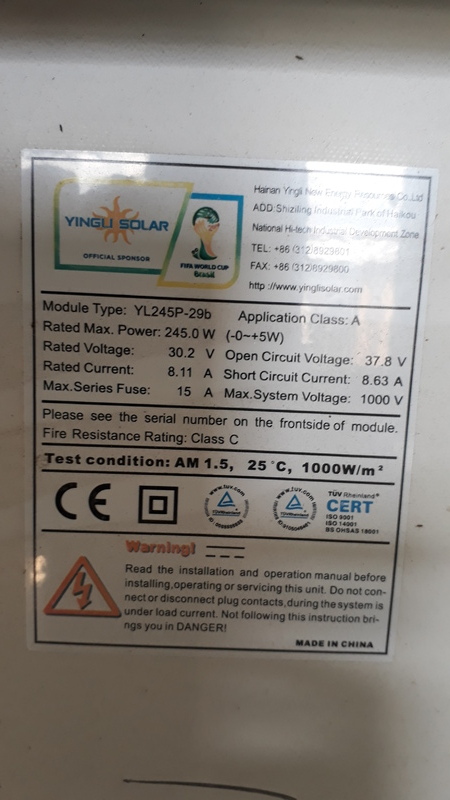 YINGLI SOLAR
OFFICIAL SPONSOR
FIFA WORLD CUP
Brasil
Hainan Yingli New Energy Resources Co.,Ltd
ADD:Shiziling Industrial Park of Haikou
National Hi-tech Industrial Development Zone
TEL: +86 (312)8929801
FAX: +86 (312)8929800
http://www.yinglisolar.com
Module Type: YL245P-29b Application Class: A
Rated Max. Power: 245.0 W (-0~+5W)
Rated Voltage: 30.2 V Open Circuit Voltage: 37.8 V
Rated Current: 8.11 A Short Circuit Current: 8.63 A
Max.Series Fuse: 15 A Max.System Voltage: 1000 V
Please see the serial number on the frontside of module.
Fire Resistance Rating: Class C
Test condition: AM 1.5, 25°C, 1000W/m²
CE
www.tuv.com
TÜVRheinland
www.tuv.com
TÜVRheinland
TÜV Rheinland®
CERT
ISO 9001
ISO 14001
BS OHSAS 18001
Warning!
Read the installation and operation manual before
installing,operating or servicing this unit. Do not con-
nect or disconnect plug contacts,during the system is
under load current. Not following this instruction bri-
ngs you in DANGER!
MADE IN CHINA